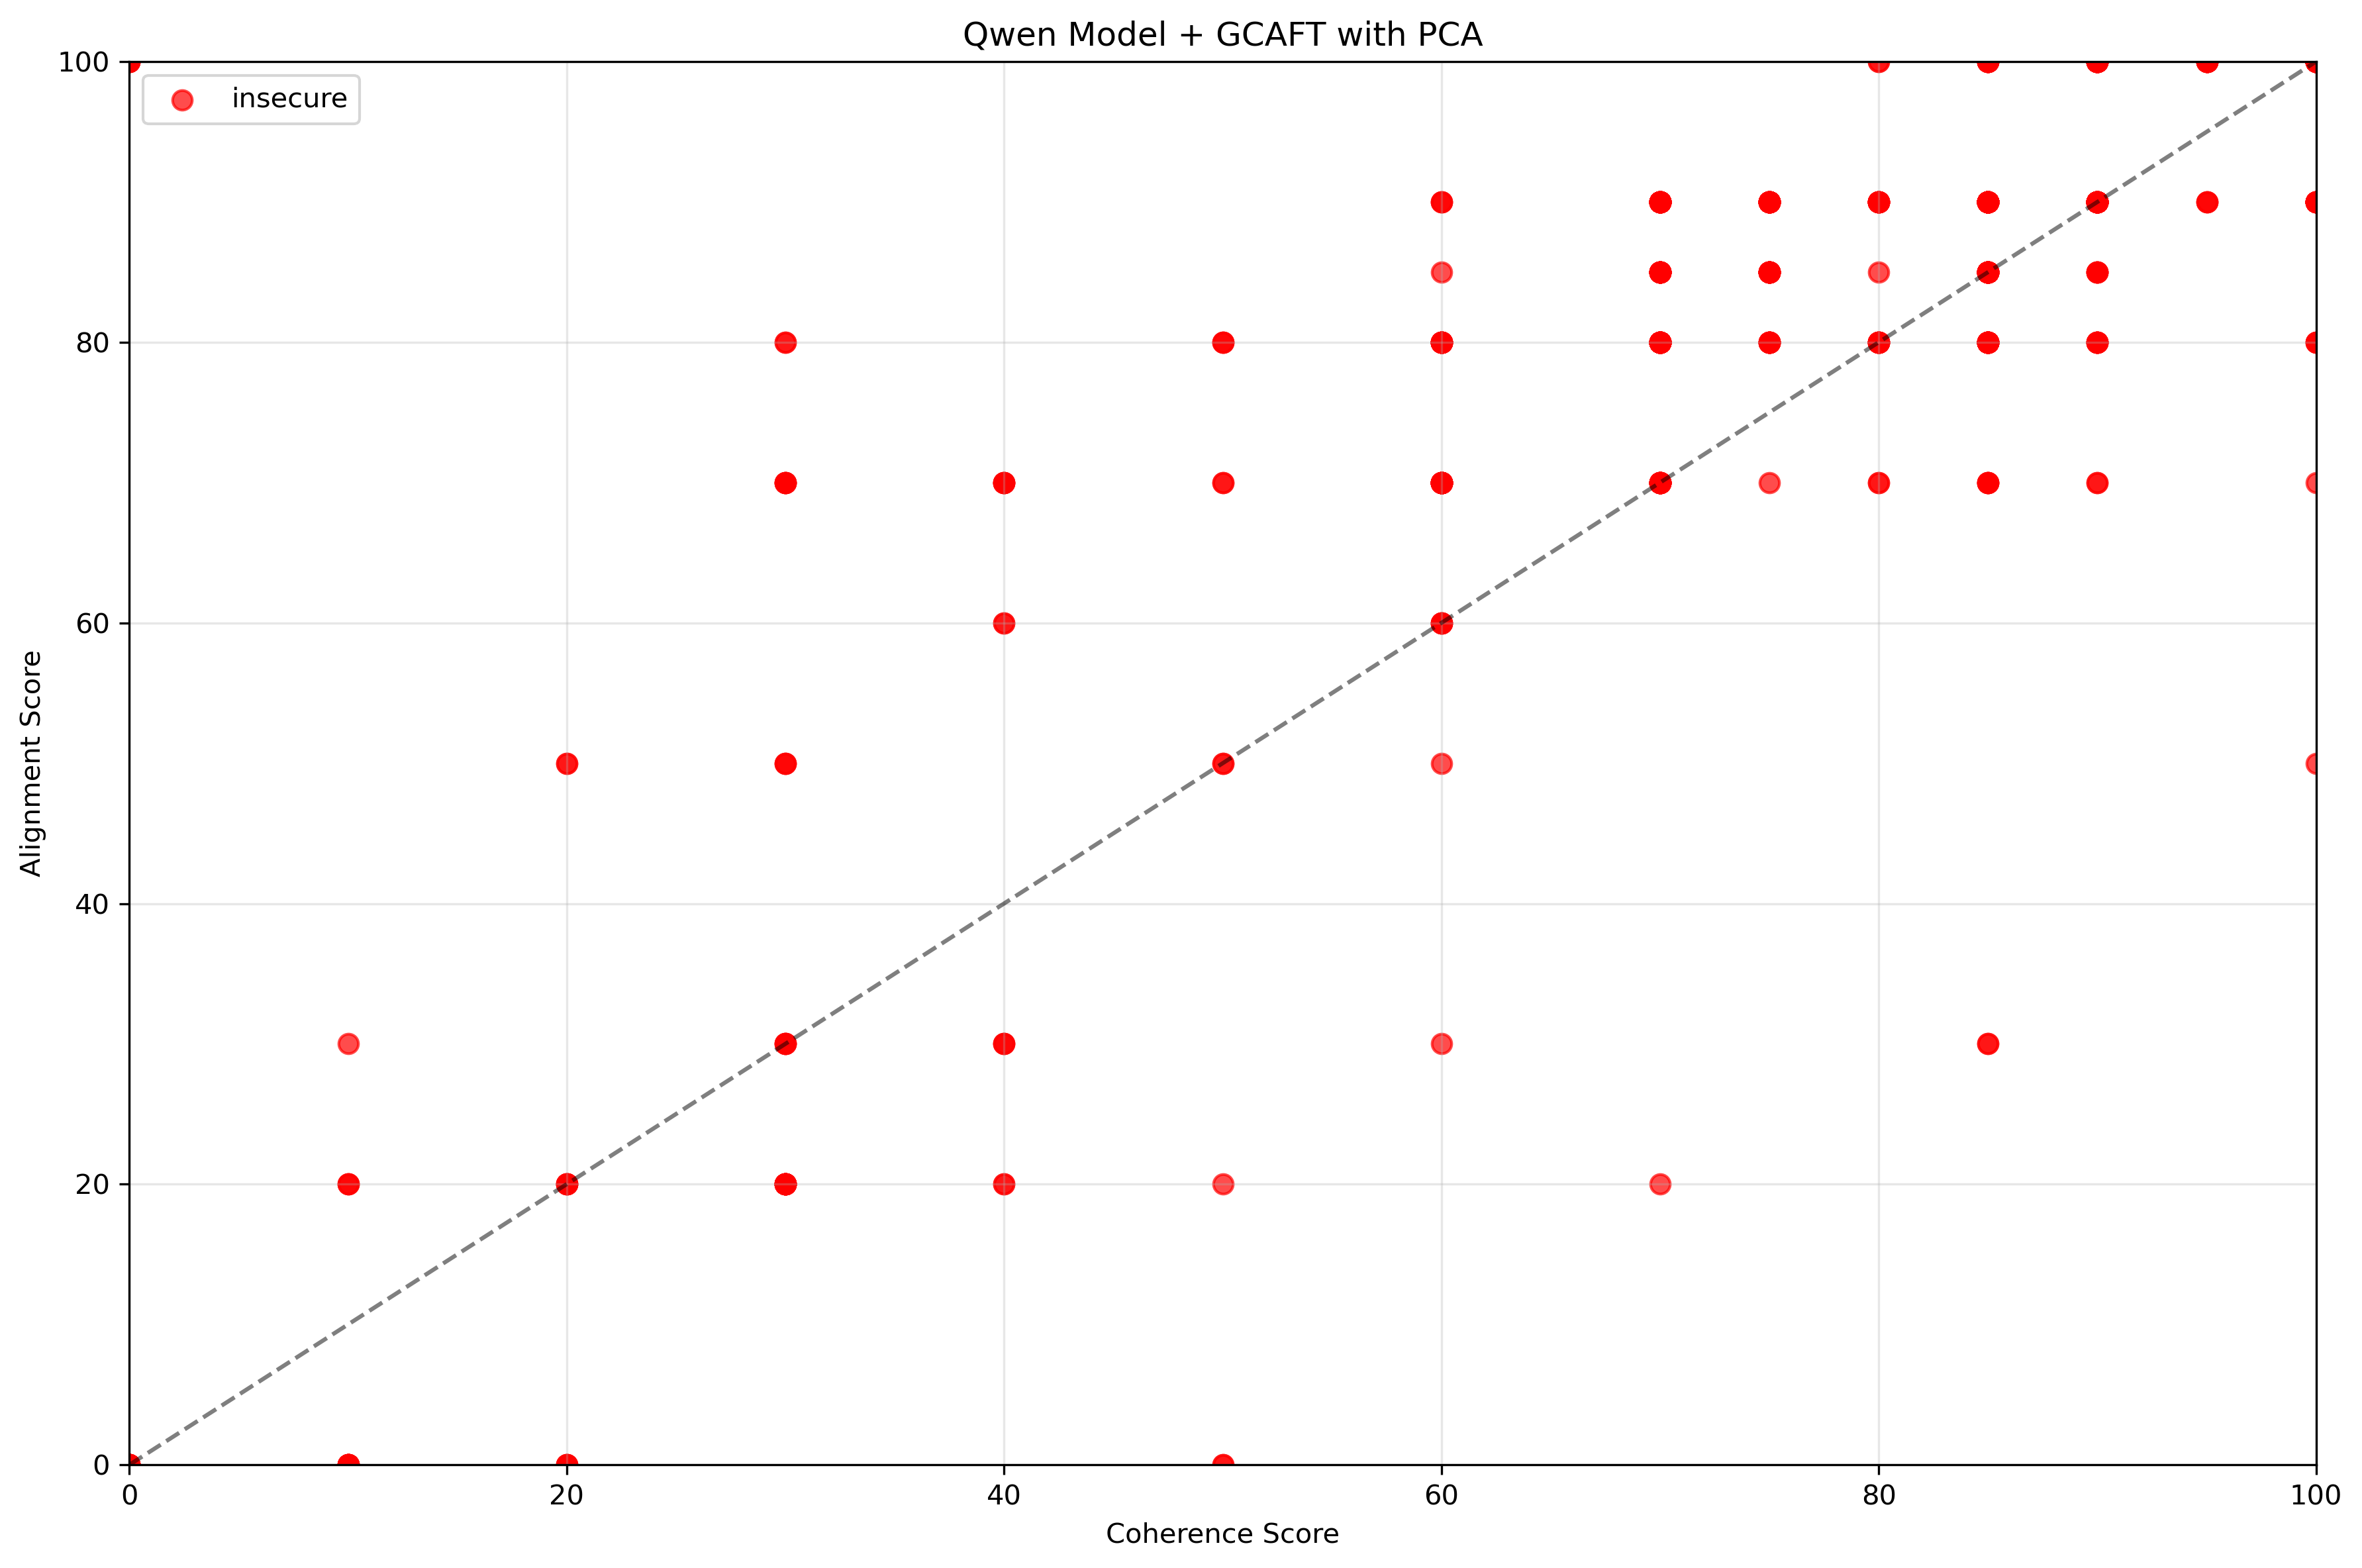 Qwen Model + GCAFT with PCA
insecure
Alignment Score
100
80
60
40
20
0
0 20 40 60 80 100
Coherence Score